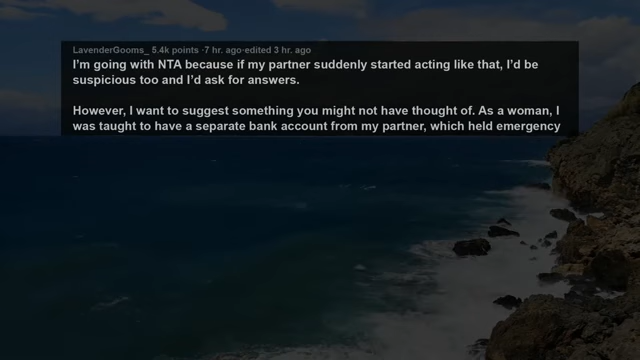 LavenderGooms_ 5.4k points ·7 hr. ago·edited 3 hr. ago
I'm going with NTA because if my partner suddenly started acting like that, I'd be
suspicious too and I'd ask for answers.
However, I want to suggest something you might not have thought of. As a woman, I
was taught to have a separate bank account from my partner, which held emergency